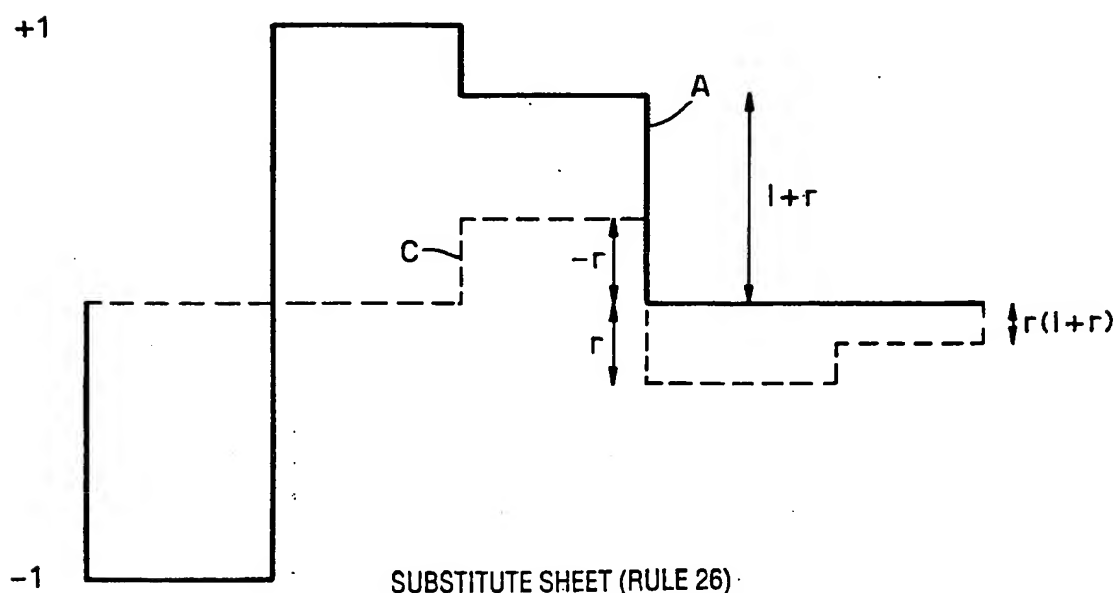 +1
A
1+r
C
-r
r
r(1+r)
-1
SUBSTITUTE SHEET (RULE 26)